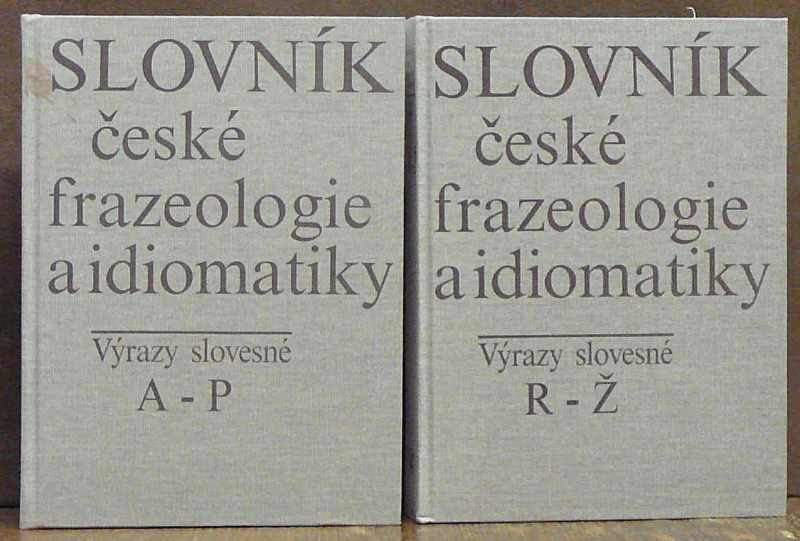 SLOVNÍK
české
frazeologie
a idiomatiky
Výrazy slovesné
A - P
SLOVNÍK
české
frazeologie
a idiomatiky
Výrazy slovesné
R - Ž